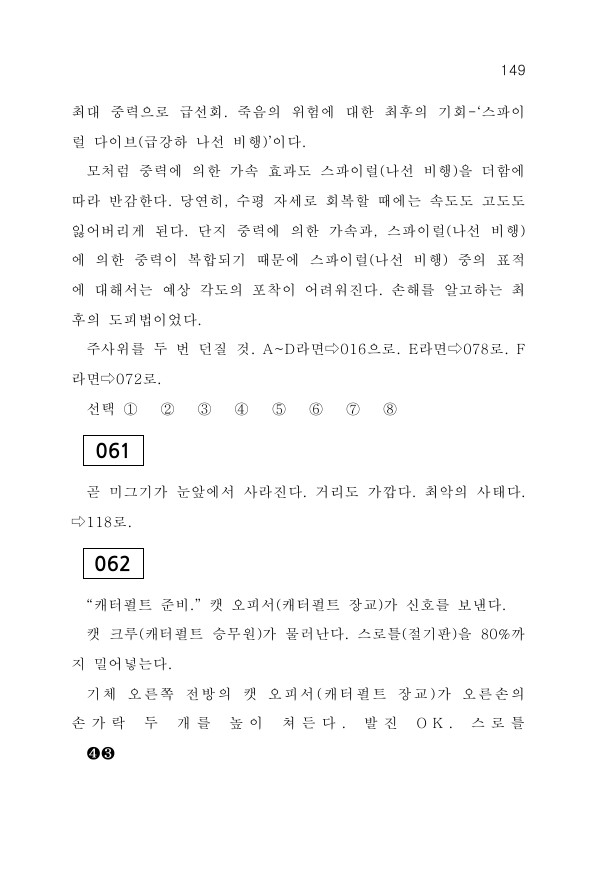 149
최대 중력으로 급선회. 죽음의 위험에 대한 최후의 기회-‘스파이
럴 다이브(급강하 나선 비행)’이다.
모처럼 중력에 의한 가속 효과도 스파이럴(나선 비행)을 더함에
따라 반감한다. 당연히, 수평 자세로 회복할 때에는 속도도 고도도
잃어버리게 된다. 단지 중력에 의한 가속과, 스파이럴(나선 비행)
에 의한 중력이 복합되기 때문에 스파이럴(나선 비행) 중의 표적
에 대해서는 예상 각도의 포착이 어려워진다. 손해를 알고하는 최
후의 도피법이었다.
주사위를 두 번 던질 것. A~D라면⇨016으로. E라면⇨078로. F
라면⇨072로.
선택 ① ② ③ ④ ⑤ ⑥ ⑦ ⑧
061
곧 미그기가 눈앞에서 사라진다. 거리도 가깝다. 최악의 사태다.
⇨118로.
062
“캐터펄트 준비.” 캣 오피서(캐터펄트 장교)가 신호를 보낸다.
캣 크루(캐터펄트 승무원)가 물러난다. 스로틀(절기판)을 80%까
지 밀어넣는다.
기체 오른쪽 전방의 캣 오피서(캐터펄트 장교)가 오른손의
손가락 두 개를 높이 쳐든다. 발진 OK. 스로틀
❹❸